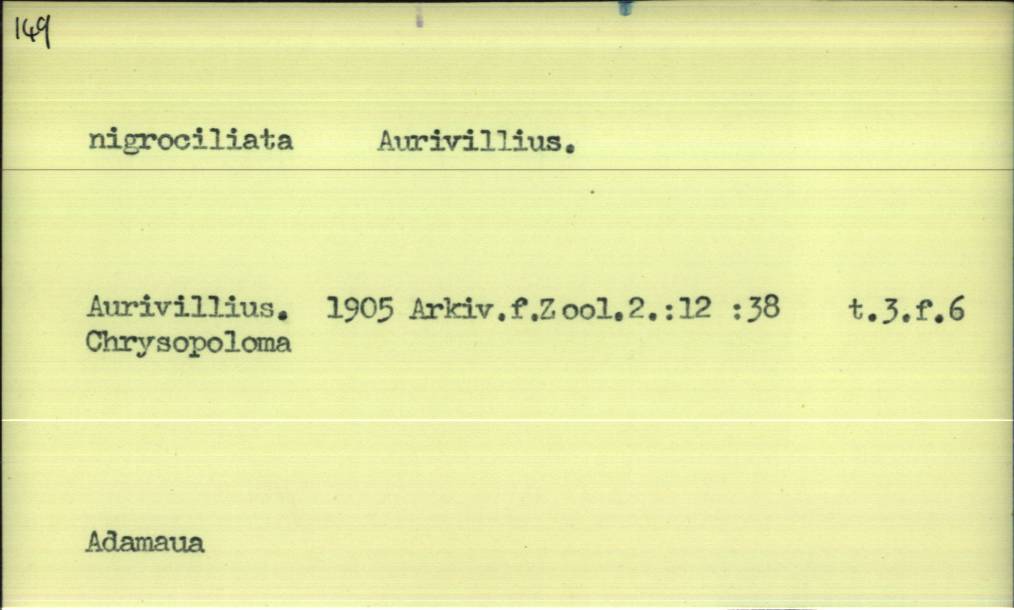 149
nigrociliata Aurivillius.
Aurivillius. 1905 Arkiv.f.Zool.2.:12 :38 t.3.f.6
Chrysopoloma
Adamaua